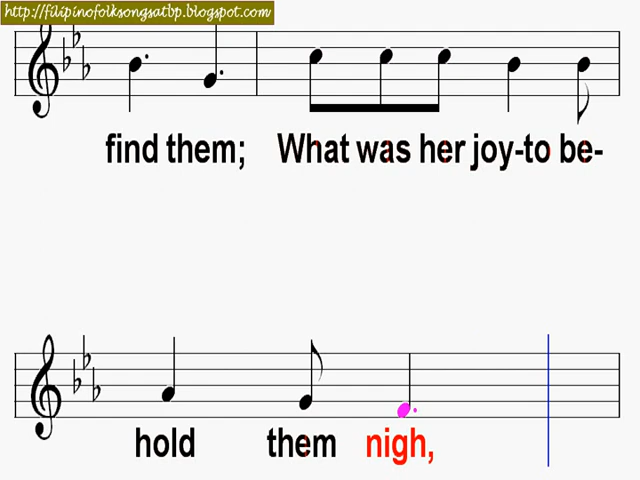 http://filipinofolksongsatbp.blogspot.com
find them; What was her joy-to be-
hold them nigh,